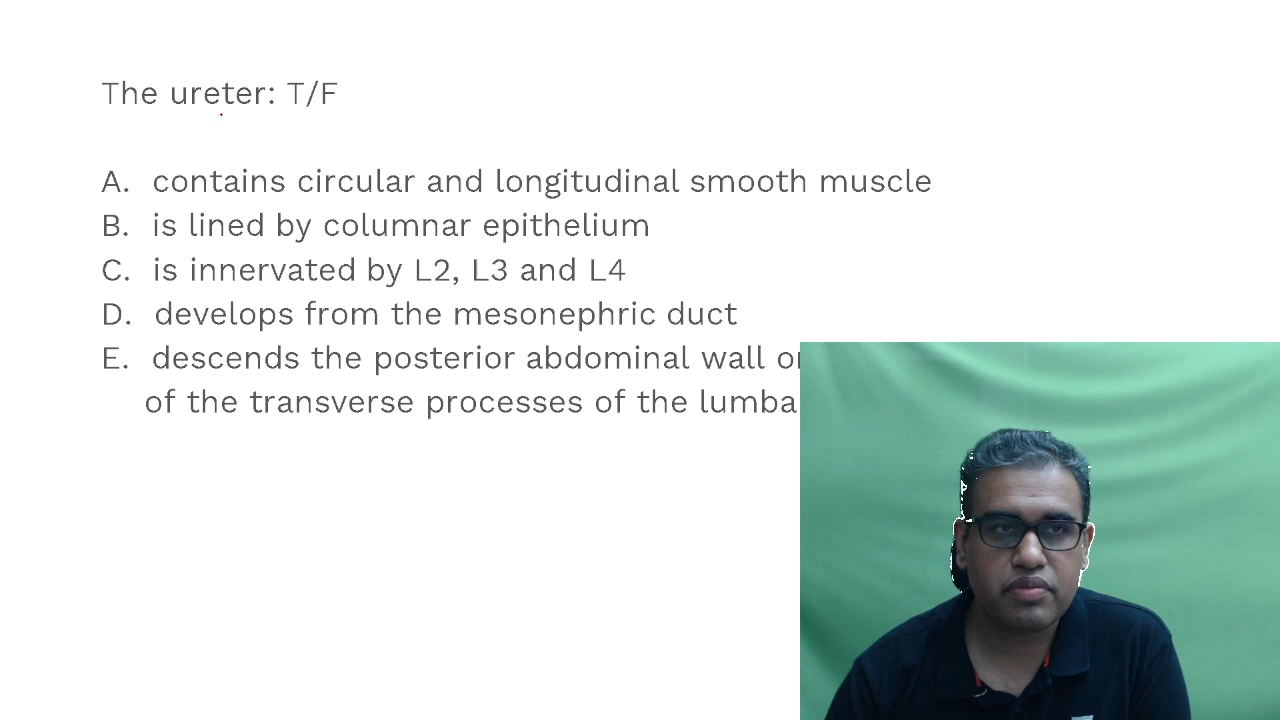 The ureter: T/F
A. contains circular and longitudinal smooth muscle
B. is lined by columnar epithelium
C. is innervated by L2, L3 and L4
D. develops from the mesonephric duct
E. descends the posterior abdominal wall
of the transverse processes of the